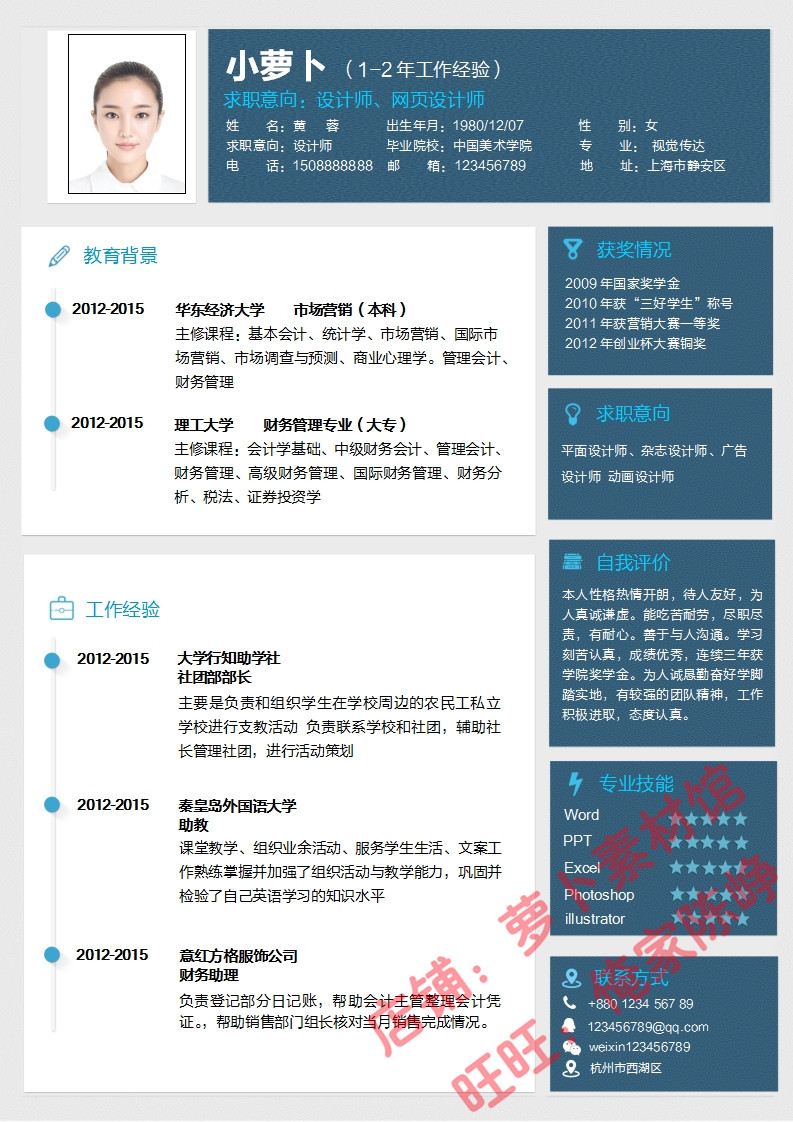 小萝卜（1-2年工作经验）
求职意向：设计师、网页设计师
姓 名：黄 蓉 出生年月：1980/12/07 性 别：女
求职意向：设计师 毕业院校：中国美术学院 专 业： 视觉传达
电 话：1508888888 邮 箱：123456789 地 址：上海市静安区
教育背景
2012-2015 华东经济大学 市场营销（本科）
主修课程：基本会计、统计学、市场营销、国际市
场营销、市场调查与预测、商业心理学。管理会计、
财务管理
2012-2015 理工大学 财务管理专业（大专）
主修课程：会计学基础、中级财务会计、管理会计、
财务管理、高级财务管理、国际财务管理、财务分
析、税法、证券投资学
工作经验
2012-2015 大学行知助学社
社团部部长
主要是负责和组织学生在学校周边的农民工私立
学校进行支教活动 负责联系学校和社团，辅助社
长管理社团，进行活动策划
2012-2015 秦皇岛外国语大学
助教
课堂教学、组织业余活动、服务学生生活、文案工
作熟练掌握并加强了组织活动与教学能力，巩固并
检验了自己英语学习的知识水平
2012-2015 意红方格服饰公司
财务助理
负责登记部分日记账，帮助会计主管整理会计凭
证。，帮助销售部门组长核对当月销售完成情况。
获奖情况
2009 年国家奖学金
2010 年获“三好学生”称号
2011 年获营销大赛一等奖
2012 年创业杯大赛铜奖
求职意向
平面设计师、杂志设计师、广告
设计师 动画设计师
自我评价
本人性格热情开朗，待人友好，为
人真诚谦虚。能吃苦耐劳，尽职尽
责，有耐心。善于与人沟通。学习
刻苦认真，成绩优秀，连续三年获
学院奖学金。为人诚恳勤奋好学脚
踏实地，有较强的团队精神，工作
积极进取，态度认真。
专业技能
Word
PPT
Excel
Photoshop
illustrator
联系方式
+880 1234 567 89
123456789@qq.com
weixin123456789
杭州市西湖区
店铺：萝卜素材馆
旺旺：俺家陈峥